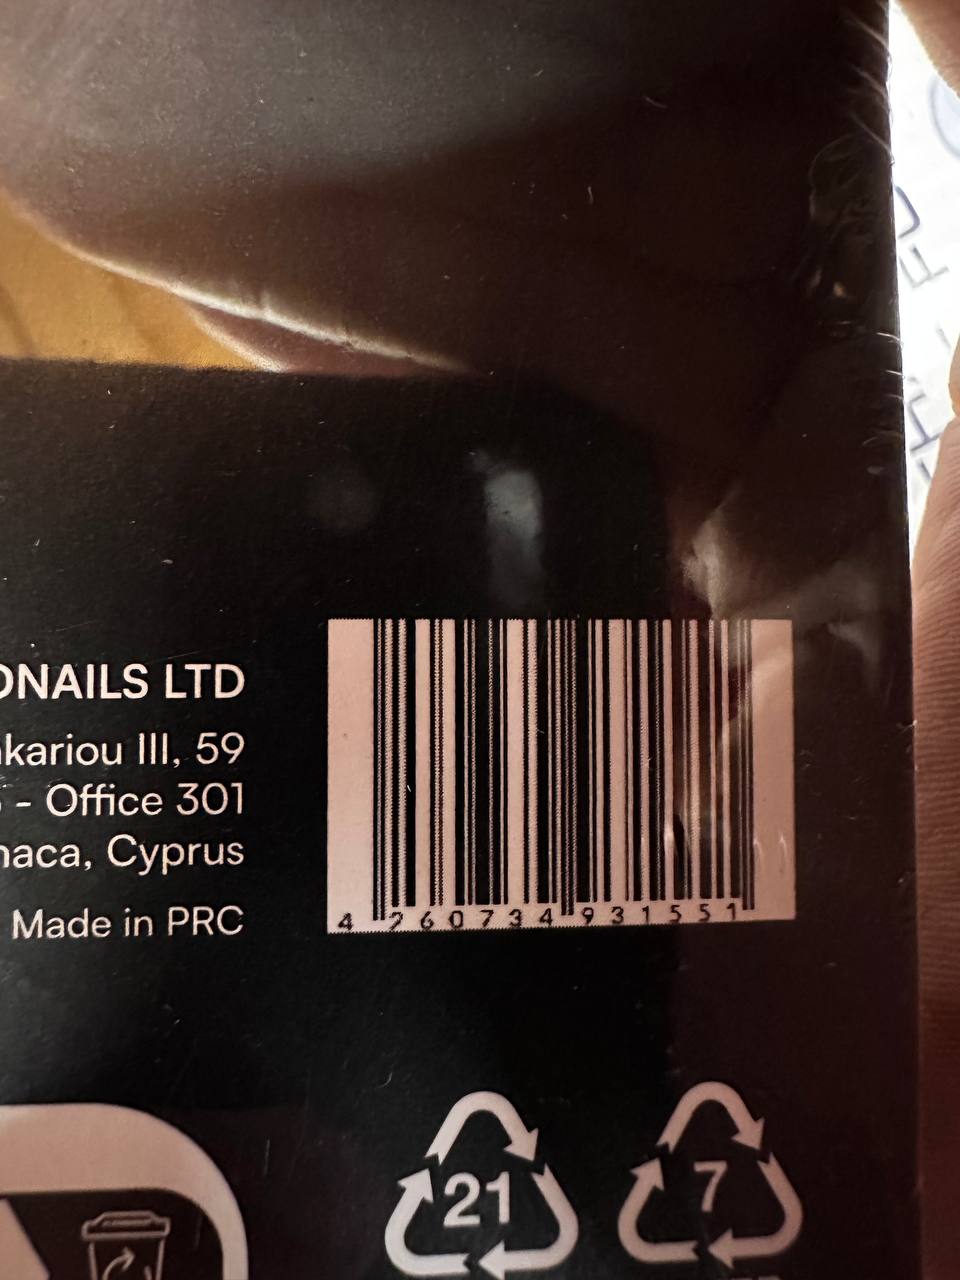 ONAILS LTD
kariou III, 59
- Office 301
naca, Cyprus
Made in PRC
4 260734 931551
21
7